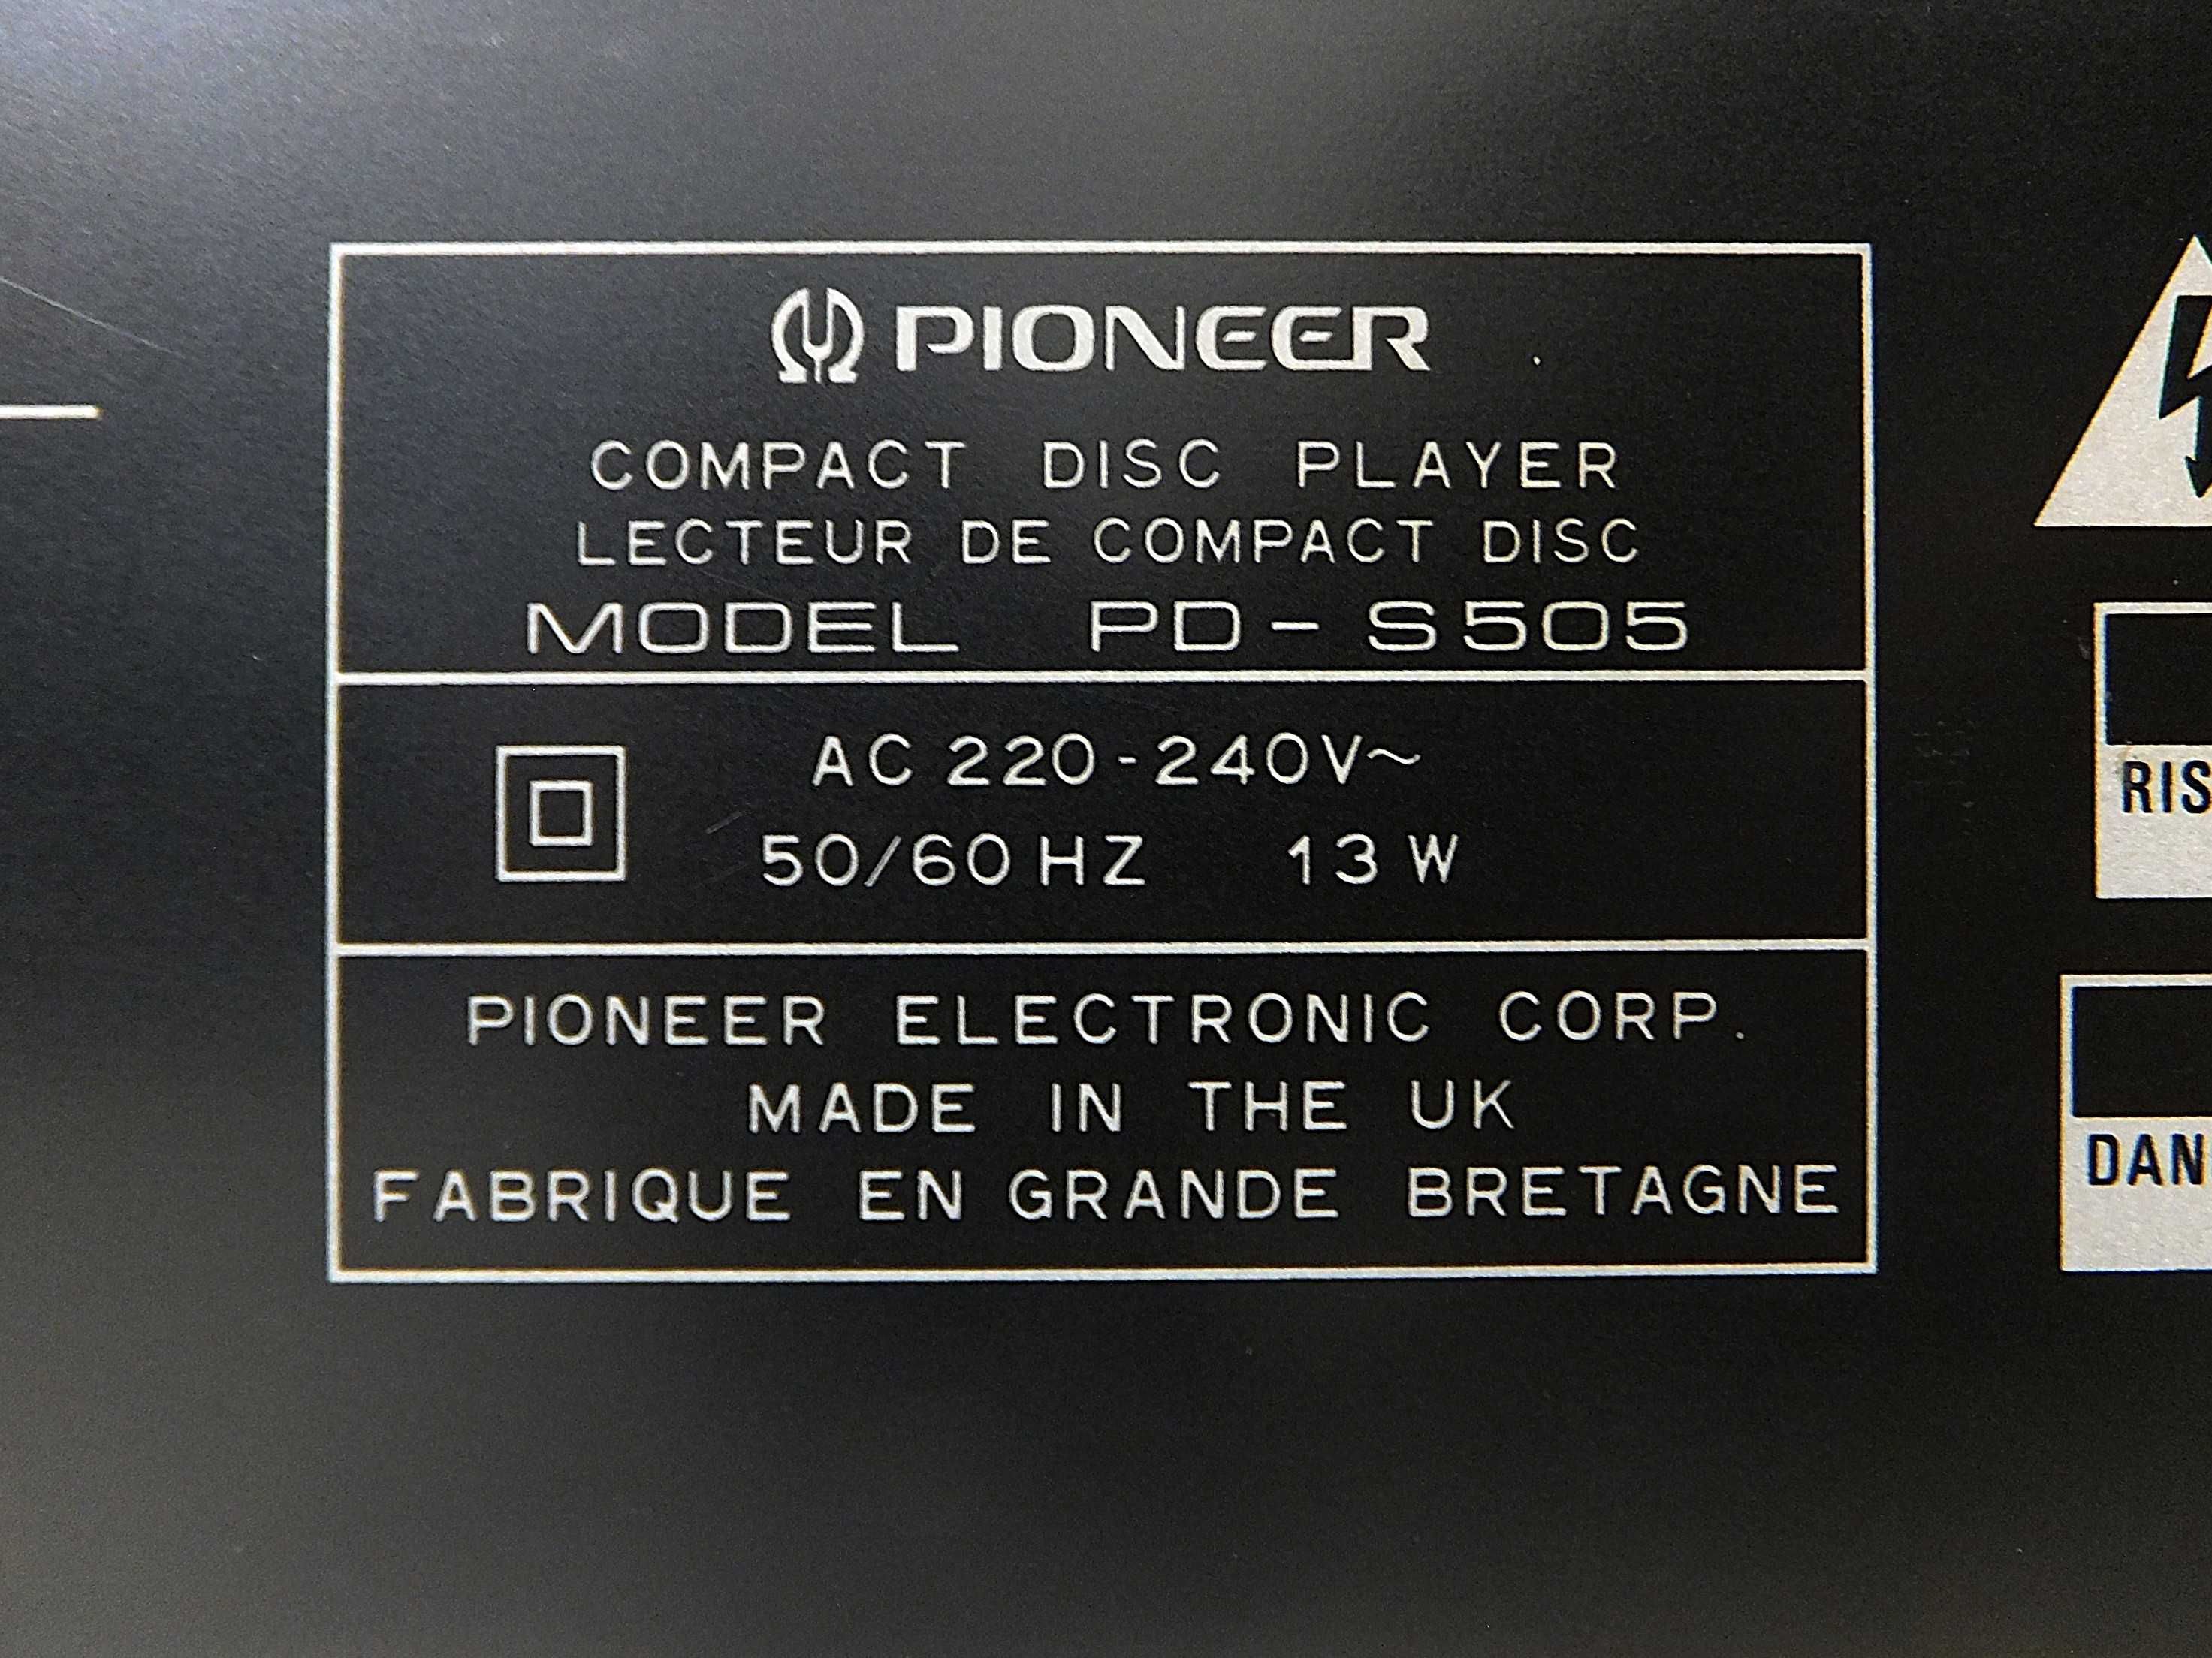 PIONEER
COMPACT DISC PLAYER
LECTEUR DE COMPACT DISC
MODEL PD-S505
AC 220-240V~
50/60HZ 13W
PIONEER ELECTRONIC CORP.
MADE IN THE UK
FABRIQUE EN GRANDE BRETAGNE
RIS
DAN